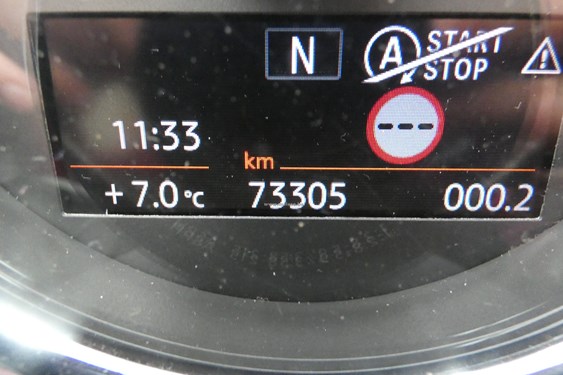 N
A
START
STOP
---
11:33
km
+ 7.0 °C
73305
000.2